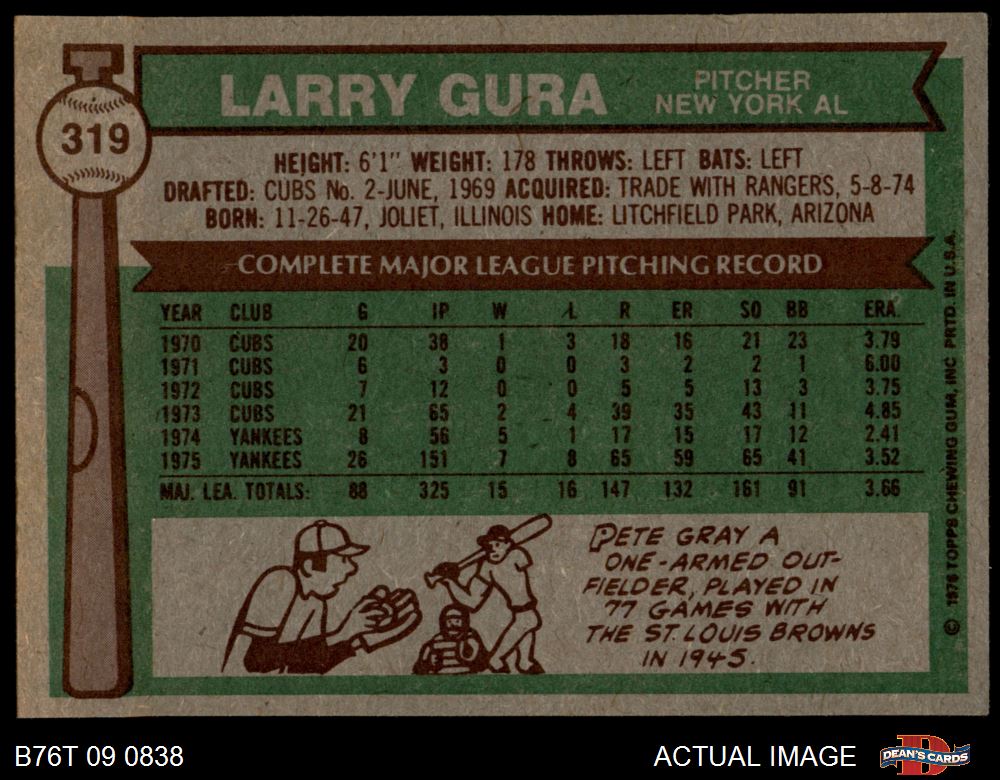 319
LARRY GURA
PITCHER
NEW YORK AL
HEIGHT: 6'1" WEIGHT: 178 THROWS: LEFT BATS: LEFT
DRAFTED: CUBS No. 2-JUNE, 1969 ACQUIRED: TRADE WITH RANGERS, 5-8-74
BORN: 11-26-47, JOLIET, ILLINOIS HOME: LITCHFIELD PARK, ARIZONA
COMPLETE MAJOR LEAGUE PITCHING RECORD
YEAR CLUB G IP W L R ER SO BB ERA
1970 CUBS 20 38 1 3 18 16 21 23 3.79
1971 CUBS 6 3 0 0 3 2 2 1 6.00
1972 CUBS 7 12 0 0 5 5 13 3 3.75
1973 CUBS 21 65 2 4 39 35 43 11 4.85
1974 YANKEES 8 56 5 1 17 15 17 12 2.41
1975 YANKEES 26 151 7 8 65 59 65 41 3.52
MAJ. LEA. TOTALS: 88 325 15 16 147 132 161 91 3.66
PETE GRAY A
ONE-ARMED OUT-
FIELDER, PLAYED IN
77 GAMES WITH
THE ST. LOUIS BROWNS
IN 1945.
© 1976 TOPPS CHEWING GUM, INC PRTD. IN U.S.A.
B76T 09 0838
ACTUAL IMAGE
DEAN'S CARDS